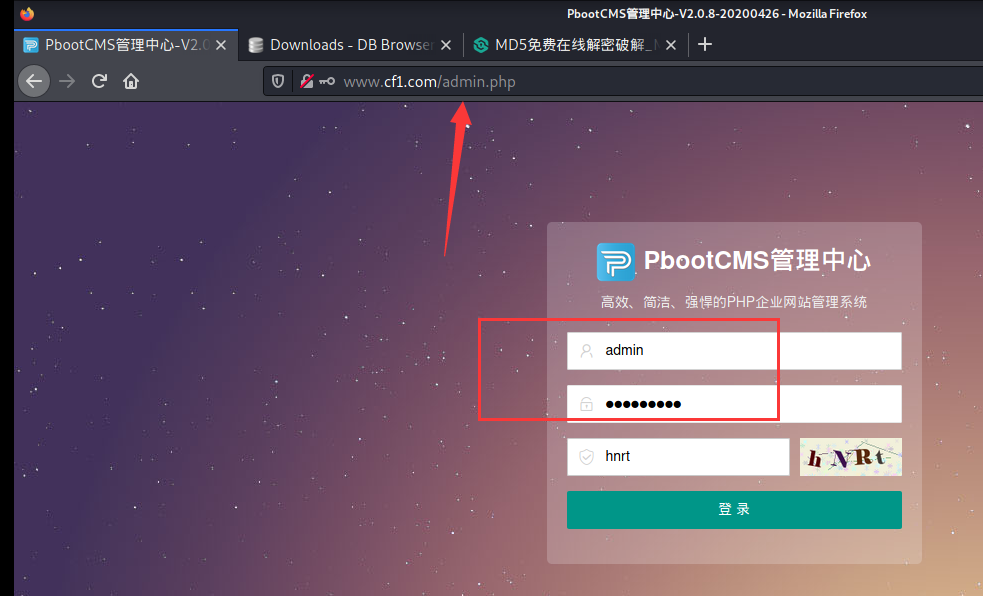 PbootCMS管理中心-V2.0.8-20200426 - Mozilla Firefox
PbootCMS管理中心-V2.0
Downloads - DB Browser
MD5免费在线解密破解_
www.cf1.com/admin.php
PbootCMS管理中心
高效、简洁、强悍的PHP企业网站管理系统
admin
●●●●●●●●●
hnrt
hNRt
登 录